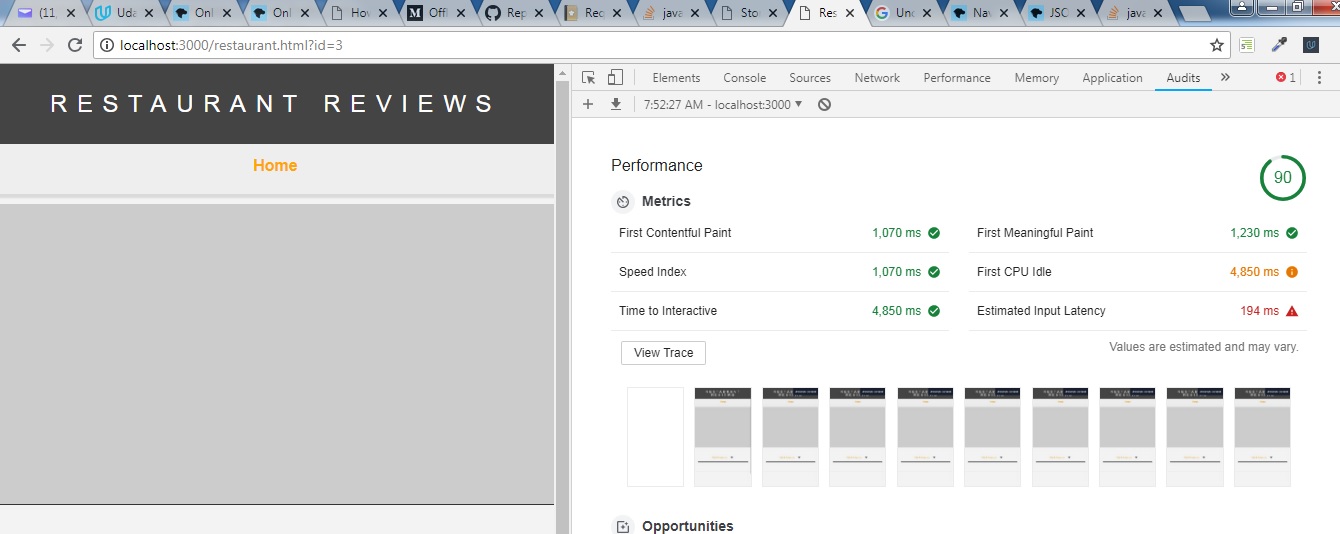 (11,
Uda
Onl
Onl
How
M Offi
Rep
Rec
java
Sto
Res
G Unc
Nav
JSC
java
localhost:3000/restaurant.html?id=3
RESTAURANT REVIEWS
Home
Elements Console Sources Network Performance Memory Application Audits » 1
7:52:27 AM - localhost:3000
Performance
90
Metrics
First Contentful Paint 1,070 ms
First Meaningful Paint 1,230 ms
Speed Index 1,070 ms
First CPU Idle 4,850 ms
Time to Interactive 4,850 ms
Estimated Input Latency 194 ms
View Trace
Values are estimated and may vary.
Opportunities